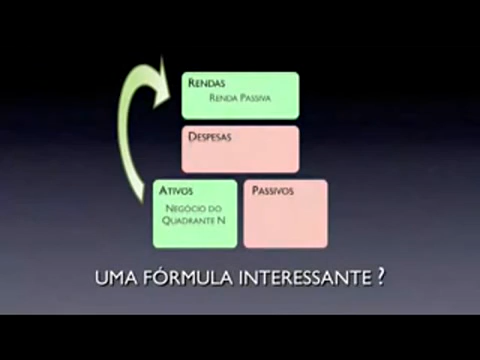 RENDAS
RENDA PASSIVA
DESPESAS
ATIVOS
NEGÓCIO DO
QUADRANTE N
PASSIVOS
UMA FÓRMULA INTERESSANTE ?